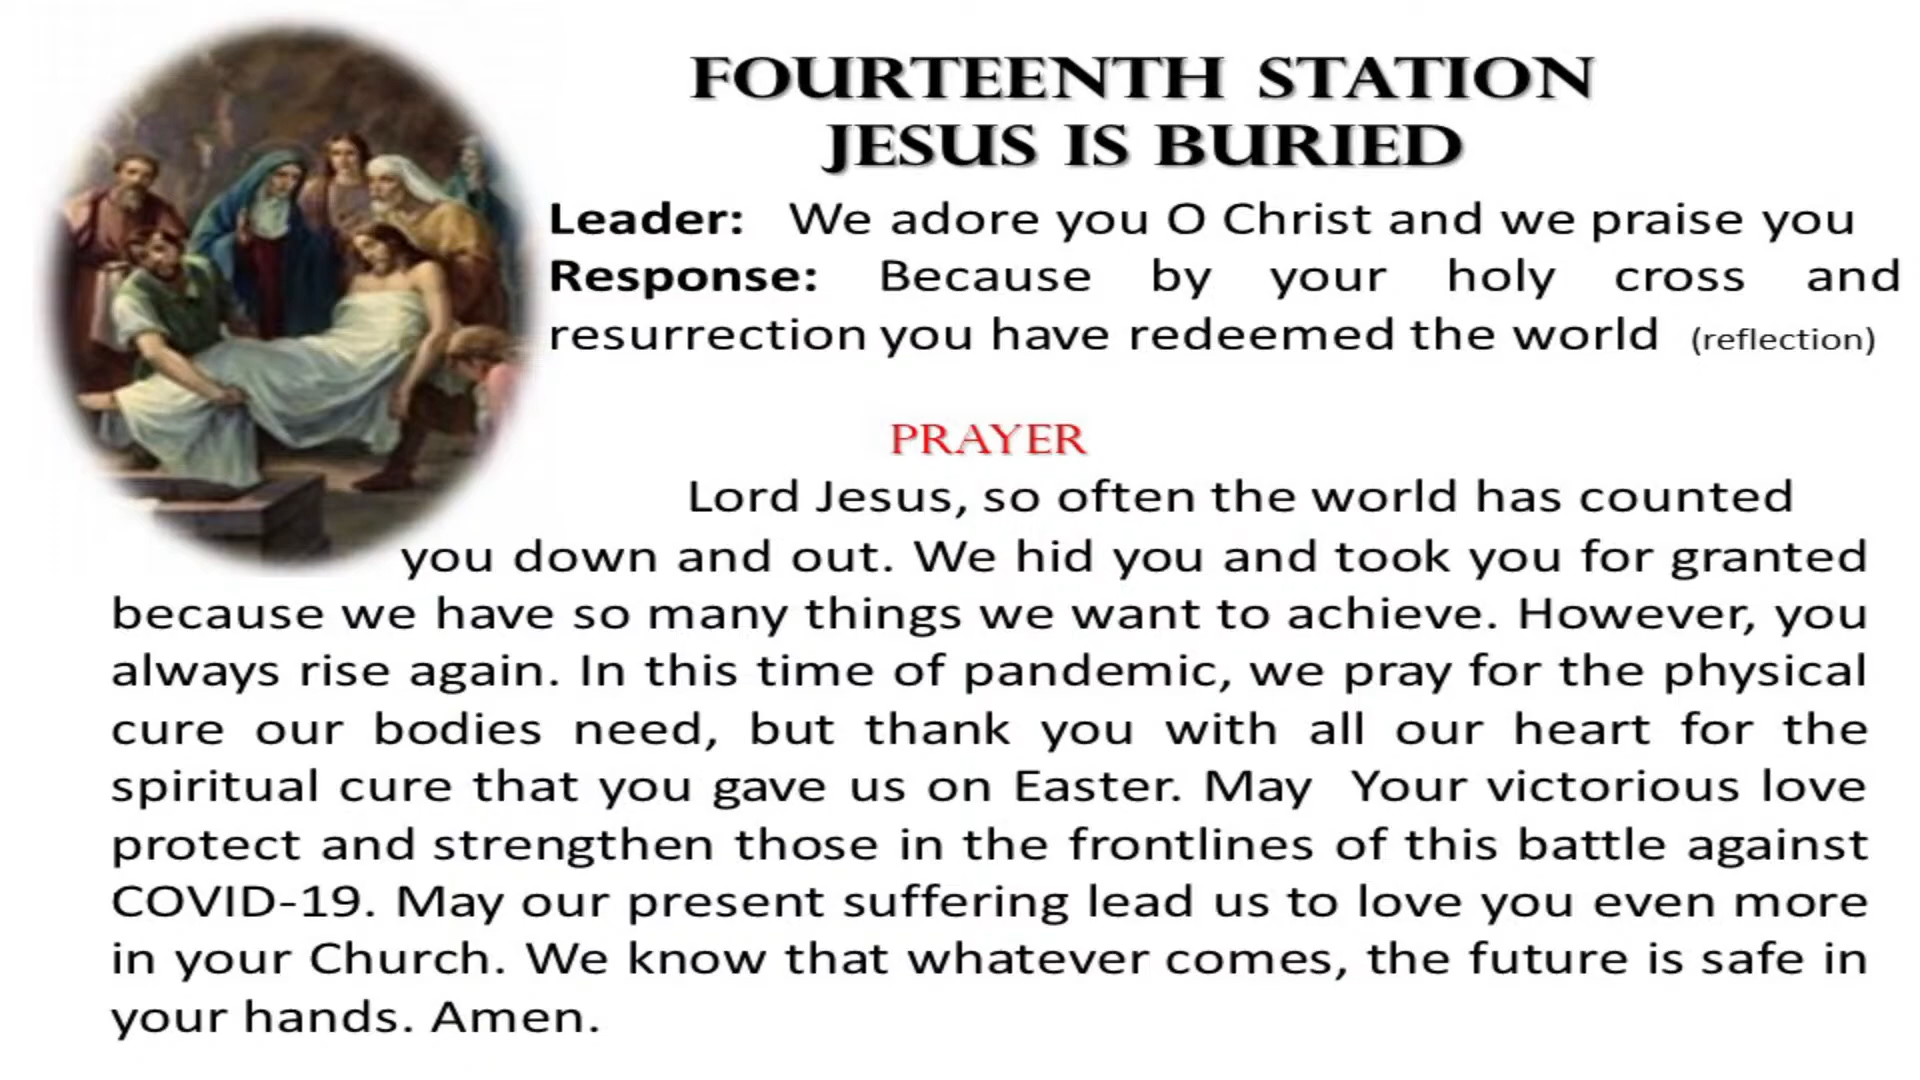 FOURTEENTH STATION
JESUS IS BURIED
Leader: We adore you O Christ and we praise you
Response: Because by your holy cross and
resurrection you have redeemed the world (reflection)
PRAYER
Lord Jesus, so often the world has counted
you down and out. We hid you and took you for granted
because we have so many things we want to achieve. However, you
always rise again. In this time of pandemic, we pray for the physical
cure our bodies need, but thank you with all our heart for the
spiritual cure that you gave us on Easter. May Your victorious love
protect and strengthen those in the frontlines of this battle against
COVID-19. May our present suffering lead us to love you even more
in your Church. We know that whatever comes, the future is safe in
your hands. Amen.